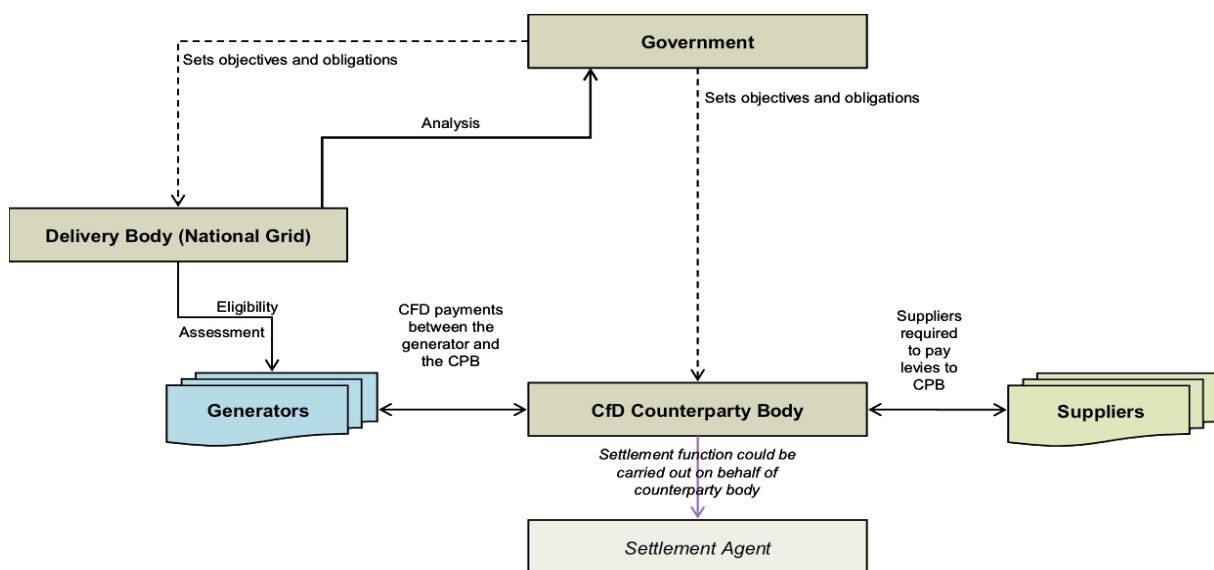 Government
Sets objectives and obligations
Sets objectives and obligations
Analysis
Delivery Body (National Grid)
Eligibility
Assessment
CFD payments
between the
generator and
the CPB
Suppliers
required
to pay
levies to
CPB
Generators
CfD Counterparty Body
Suppliers
Settlement function could be
carried out on behalf of
counterparty body
Settlement Agent